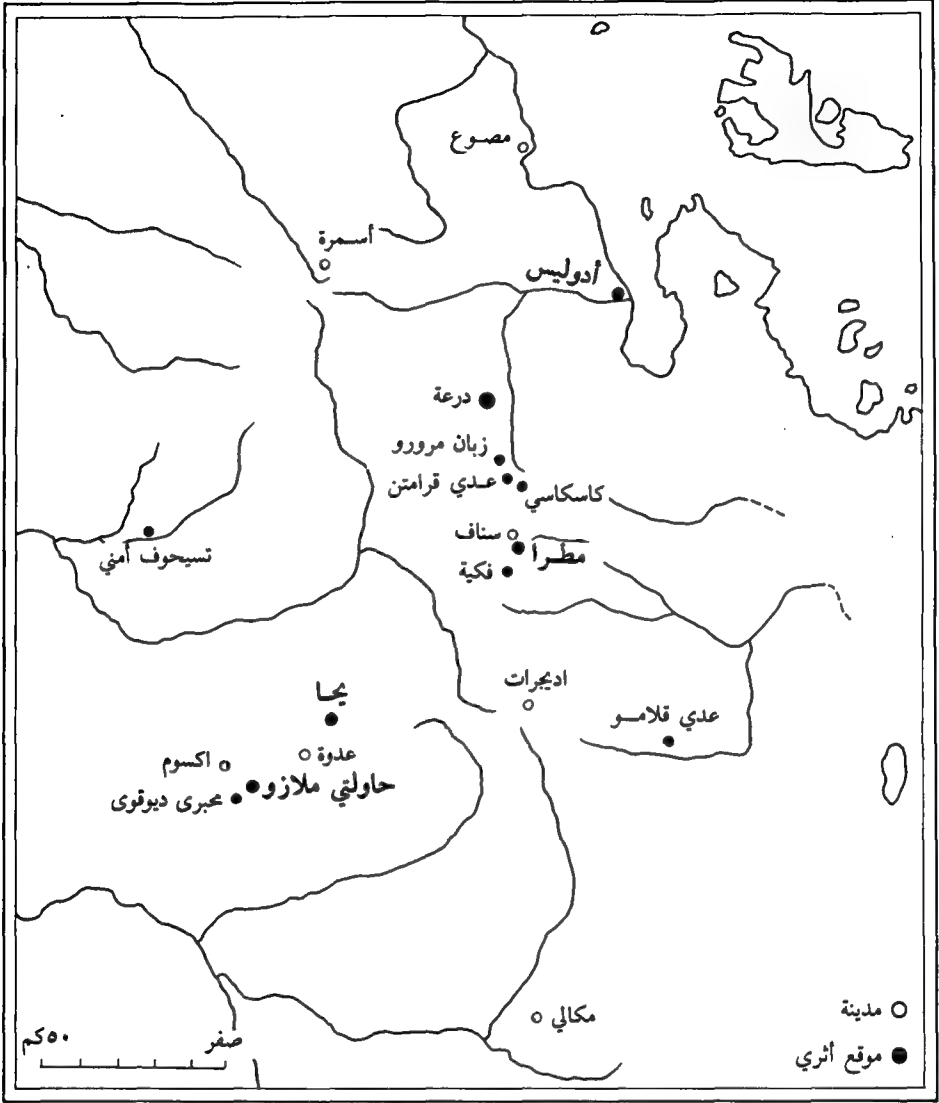 مصوع
أسمرة
أدوليس
درعة
زبان مرورو
عدي قرامتن
كاسكاسي
سناف
مطرا
فكية
تسيحوف أمني
اديجرات
يحا
عدي قلامو
عدوة
اكسوم
حاولتي ملازو
محبرى ديوقوى
مكالي
مدينة
موقع أثري
صفر
٥٠كم